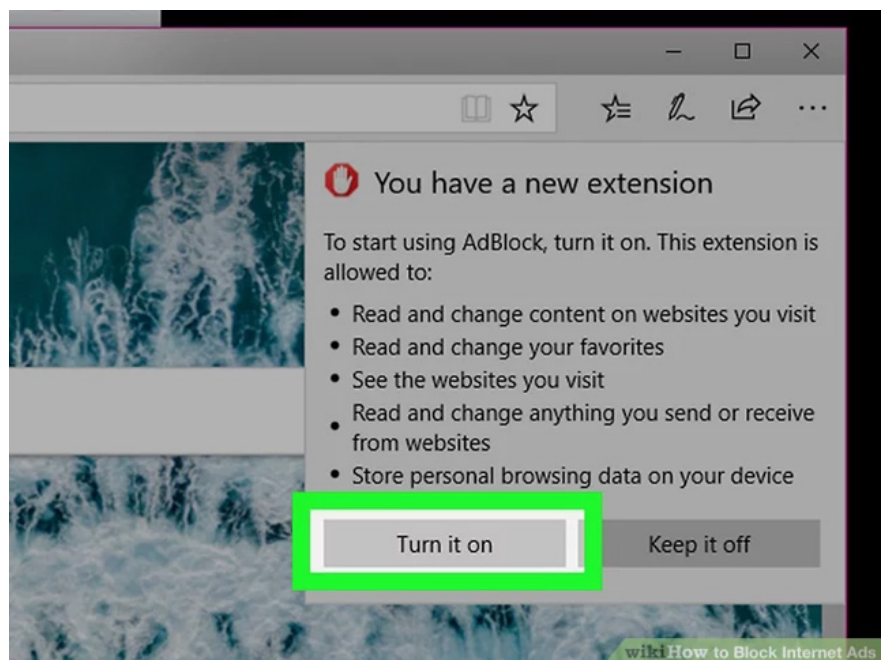 You have a new extension
To start using AdBlock, turn it on. This extension is
allowed to:
• Read and change content on websites you visit
• Read and change your favorites
• See the websites you visit
• Read and change anything you send or receive
from websites
• Store personal browsing data on your device
Turn it on
Keep it off
wikiHow to Block Internet Ads